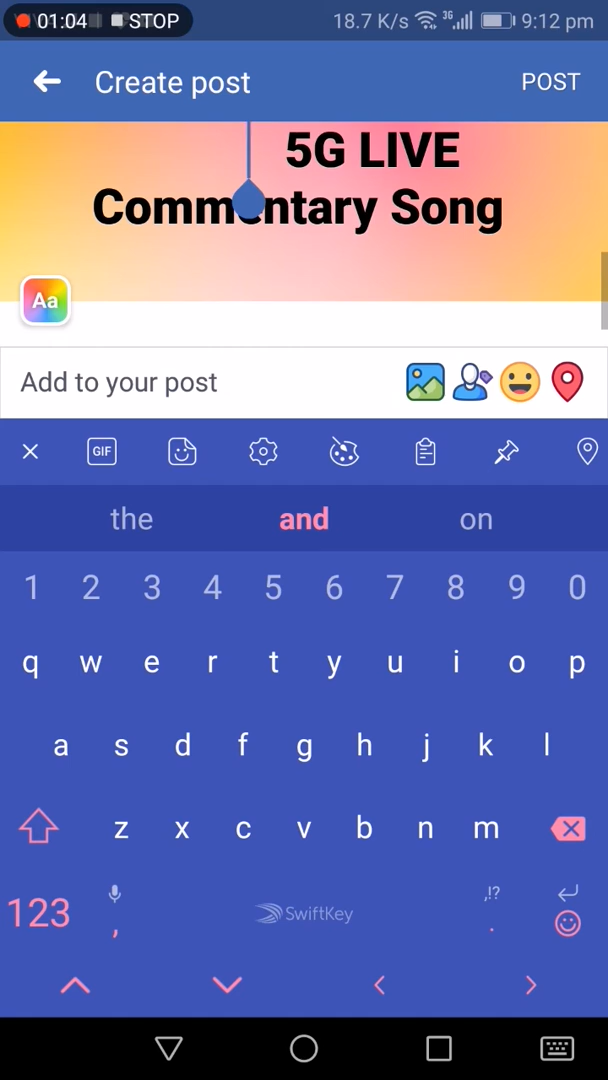 01:04 STOP 18.7 K/s 3G 9:12 pm
Create post POST
5G LIVE
Commentary Song
Aa
Add to your post
GIF
the and on
1 2 3 4 5 6 7 8 9 0
q w e r t y u i o p
a s d f g h j k l
z x c v b n m
,!?
123 , SwiftKey .